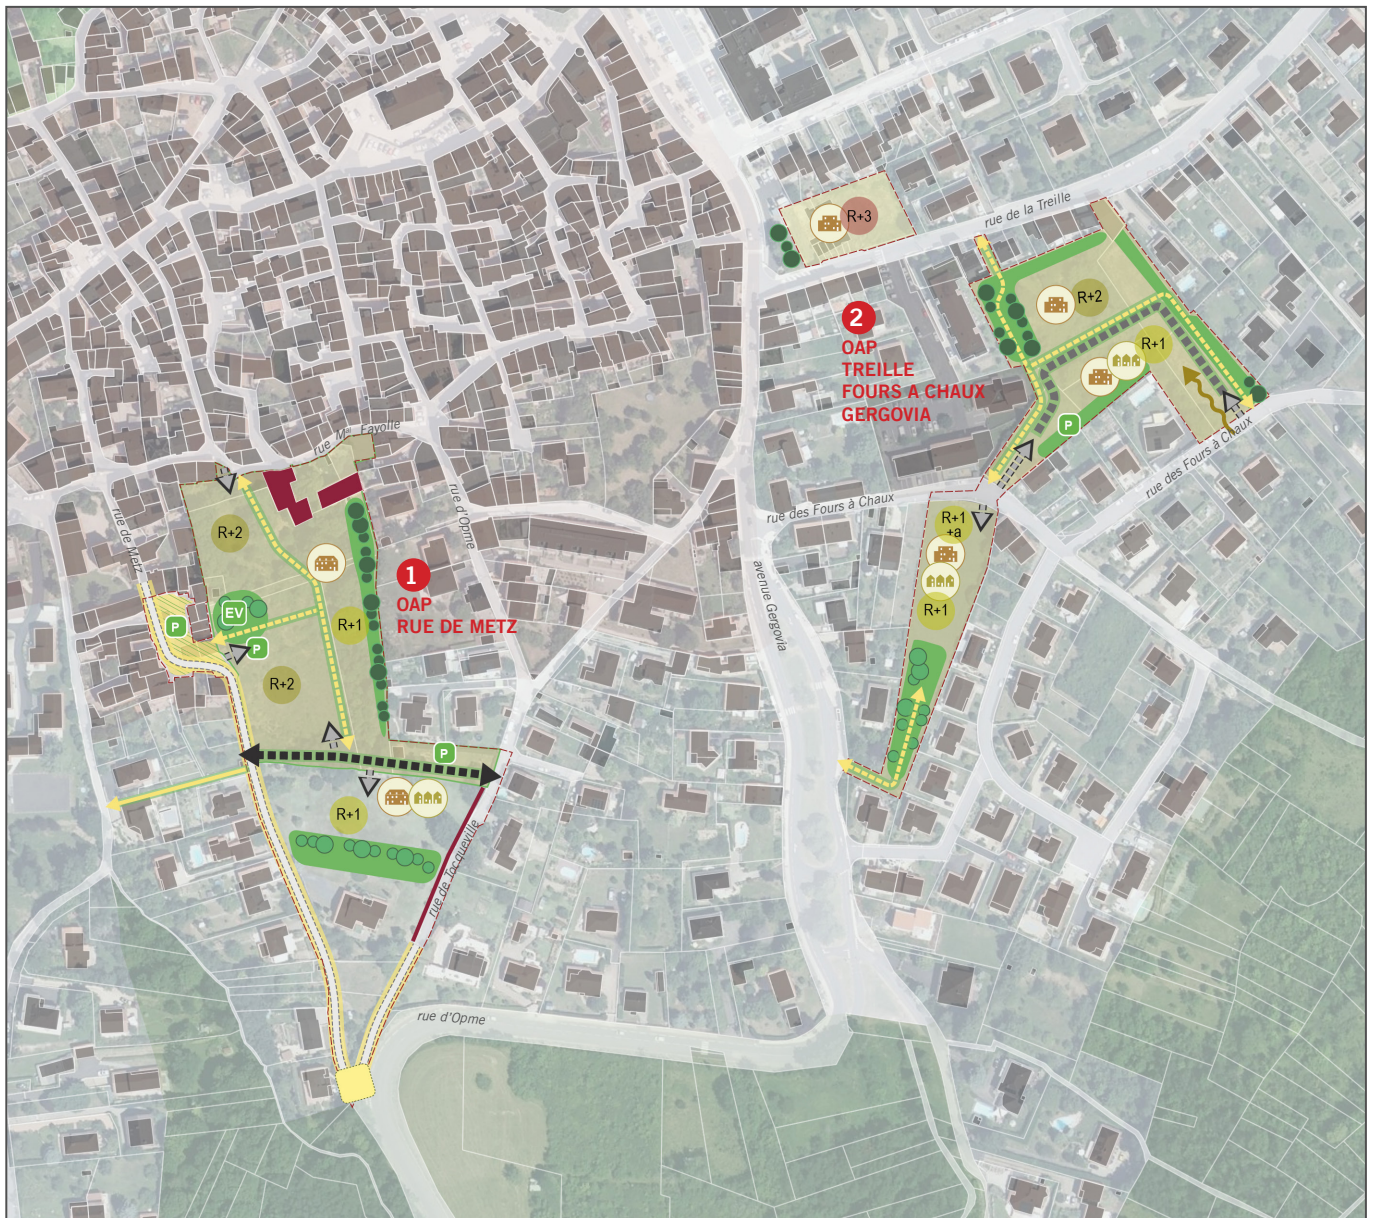 R+3
rue de la Treille
R+2
2
OAP
TREILLE
FOURS A CHAUX
GERGOVIA
R+1
P
rue Mal Fayolle
rue des Fours à Chaux
rue des Fours à Chaux
rue d'Opme
rue de Metz
R+2
R+1
+a
1
OAP
RUE DE METZ
avenue Gergovia
EV
P
R+1
R+1
P
R+2
P
R+1
rue de Tocqueville
rue d'Opme